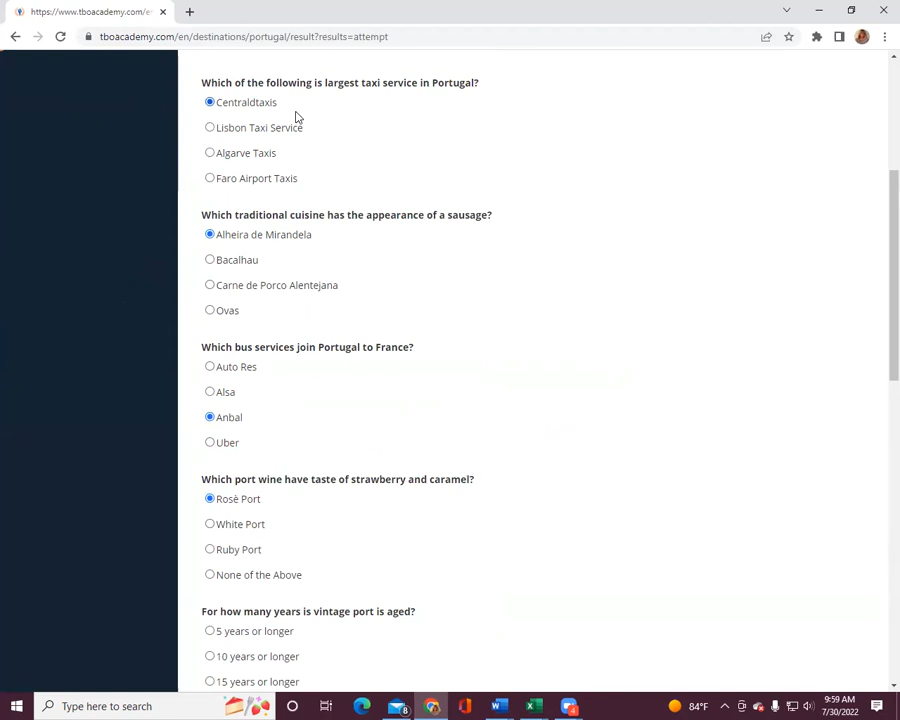 https://www.tboacademy.com/en/
tboacademy.com/en/destinations/portugal/result?results=attempt
Which of the following is largest taxi service in Portugal?
Centraldtaxis
Lisbon Taxi Service
Algarve Taxis
Faro Airport Taxis
Which traditional cuisine has the appearance of a sausage?
Alheira de Mirandela
Bacalhau
Carne de Porco Alentejana
Ovas
Which bus services join Portugal to France?
Auto Res
Alsa
Anbal
Uber
Which port wine have taste of strawberry and caramel?
Rosè Port
White Port
Ruby Port
None of the Above
For how many years is vintage port is aged?
5 years or longer
10 years or longer
15 years or longer
Type here to search
8
4
84°F
9:59 AM
7/30/2022